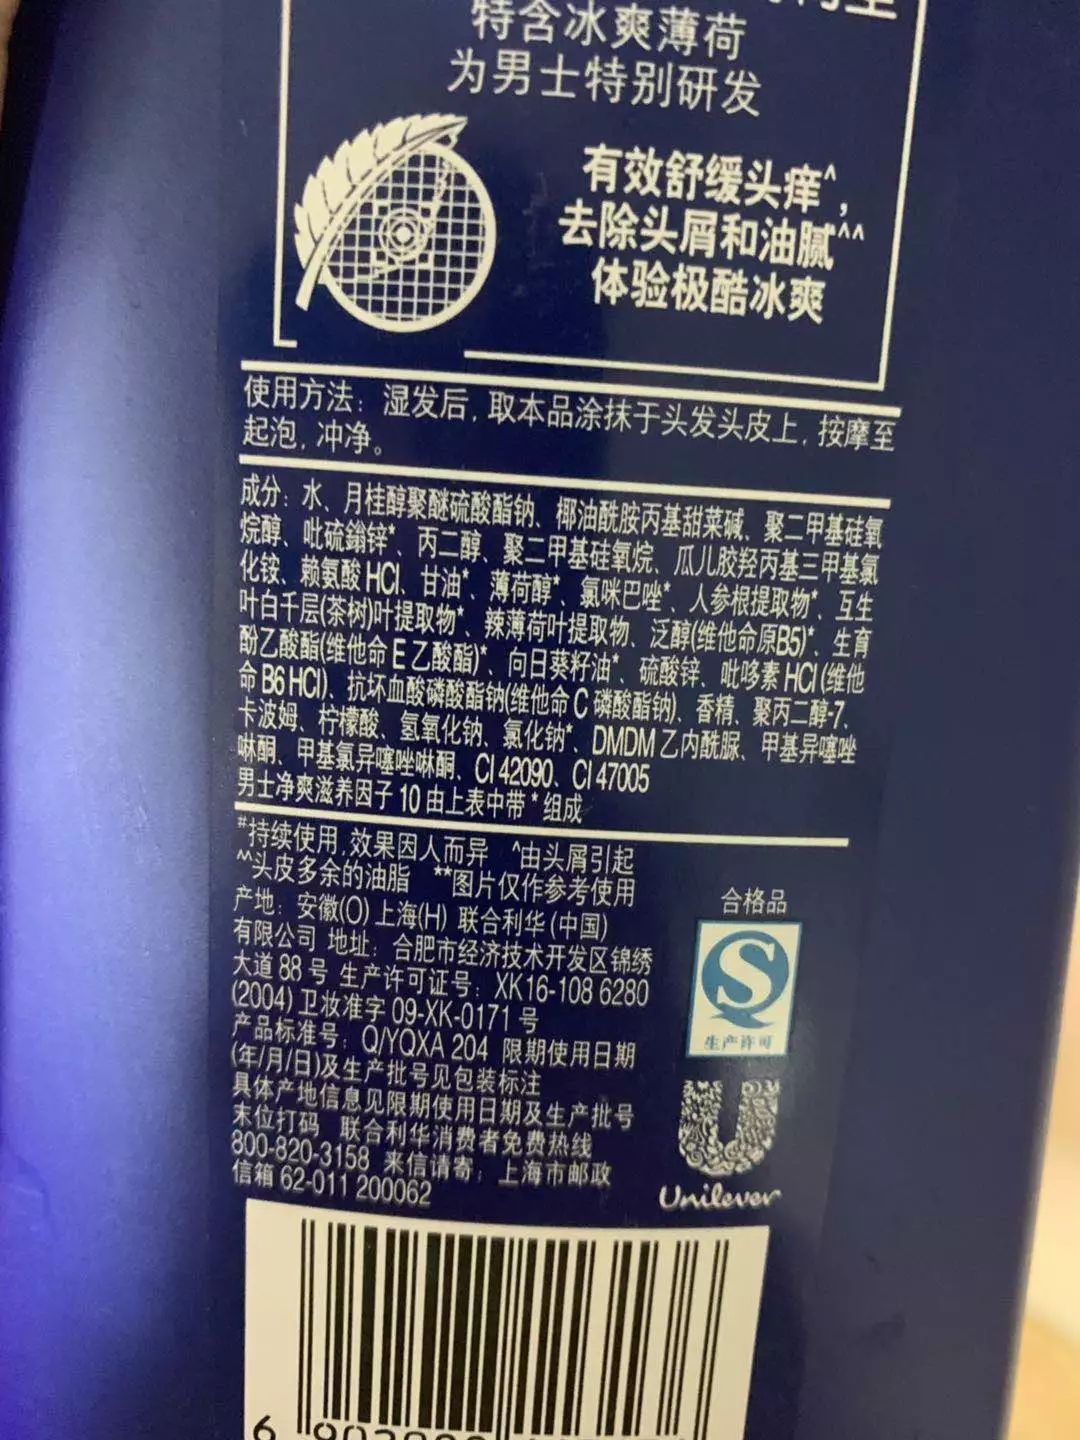 特含冰爽薄荷
为男士特别研发
有效舒缓头痒^，
去除头屑和油腻^^
体验极酷冰爽
使用方法：湿发后，取本品涂抹于头发头皮上，按摩至
起泡，冲净。
成分：水、月桂醇聚醚硫酸酯钠、椰油酰胺丙基甜菜碱、聚二甲基硅氧
烷醇、吡硫鎓锌*、丙二醇、聚二甲基硅氧烷、瓜儿胶羟丙基三甲基氯
化铵、赖氨酸 HCl、甘油*、薄荷醇*、氯咪巴唑*、人参根提取物*、互生
叶白千层(茶树)叶提取物*、辣薄荷叶提取物、泛醇(维他命原B5)*、生育
酚乙酸酯(维他命 E 乙酸酯)*、向日葵籽油*、硫酸锌、吡哆素 HCl (维他
命 B6 HCl)、抗坏血酸磷酸酯钠(维他命 C 磷酸酯钠)、香精、聚丙二醇-7、
卡波姆、柠檬酸、氢氧化钠、氯化钠*、DMDM 乙内酰脲、甲基异噻唑
啉酮、甲基氯异噻唑啉酮、CI 42090、CI 47005
男士净爽滋养因子 10 由上表中带 * 组成
#持续使用，效果因人而异 ^由头屑引起
^^头皮多余的油脂 **图片仅作参考使用
产地：安徽(O) 上海(H) 联合利华 (中国)
有限公司 地址：合肥市经济技术开发区锦绣
大道 88 号 生产许可证号：XK16-108 6280
(2004) 卫妆准字 09-XK-0171 号
产品标准号：Q/YQXA 204 限期使用日期
(年/月/日)及生产批号见包装标注
具体产地信息见限期使用日期及生产批号
末位打码 联合利华消费者免费热线
800-820-3158 来信请寄：上海市邮政
信箱 62-011 200062
合格品
生产许可
Unilever